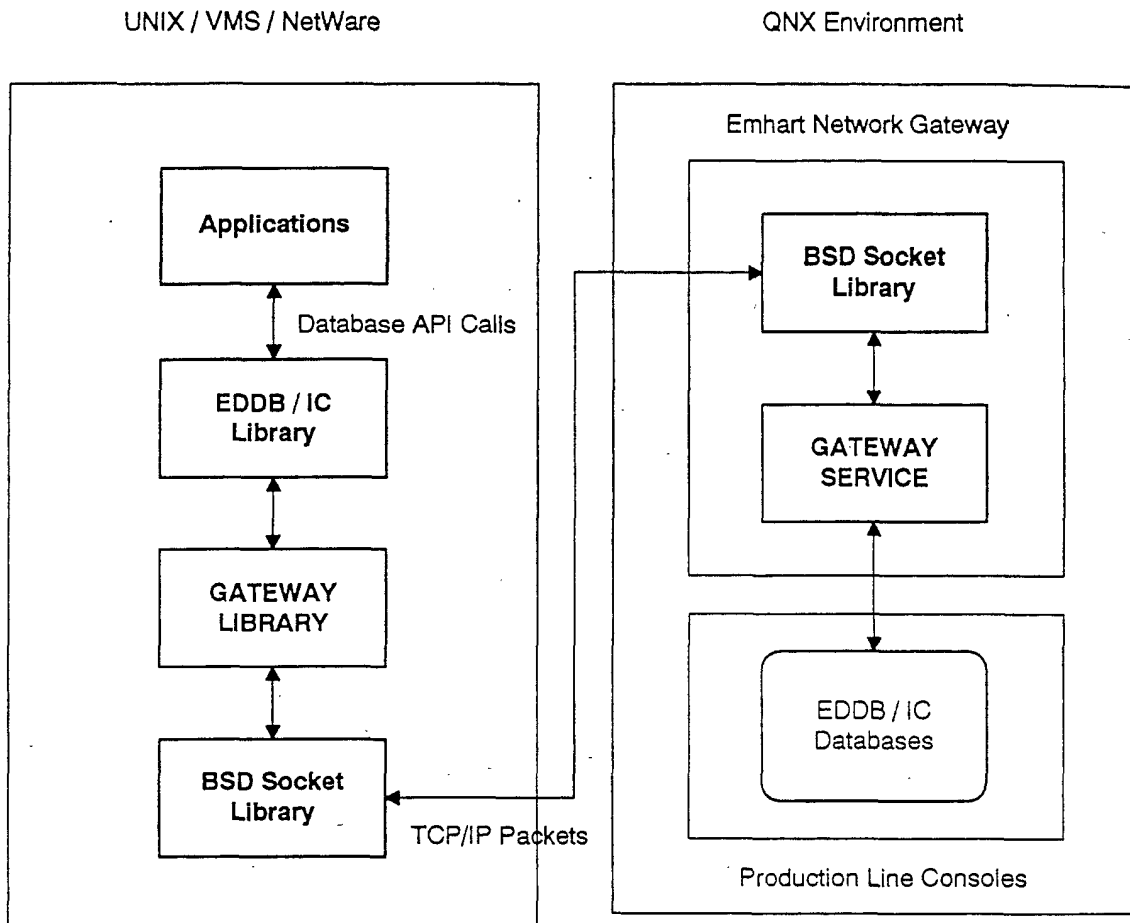 UNIX / VMS / NetWare
QNX Environment
Applications
Database API Calls
EDDB / IC
Library
GATEWAY
LIBRARY
BSD Socket
Library
TCP/IP Packets
Emhart Network Gateway
BSD Socket
Library
GATEWAY
SERVICE
EDDB / IC
Databases
Production Line Consoles